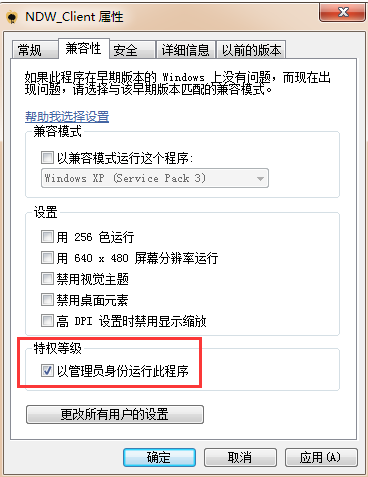 NDW_Client 属性
常规
兼容性
安全
详细信息
以前的版本
如果此程序在早期版本的 Windows 上没有问题，而现在出
现问题，请选择与该早期版本匹配的兼容模式。
帮助我选择设置
兼容模式
以兼容模式运行这个程序:
Windows XP (Service Pack 3)
设置
用 256 色运行
用 640 x 480 屏幕分辨率运行
禁用视觉主题
禁用桌面元素
高 DPI 设置时禁用显示缩放
特权等级
以管理员身份运行此程序
更改所有用户的设置
确定
取消
应用(A)